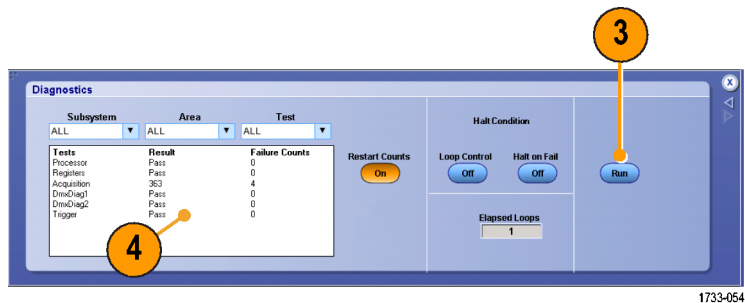 3
Diagnostics
X
Subsystem Area Test
ALL ALL ALL
Halt Condition
Tests Result Failure Counts
Processor Pass 0
Registers Pass 0
Acquisition 363 4
DmxDiag1 Pass 0
DmxDiag2 Pass 0
Trigger Pass 0
Restart Counts
On
Loop Control Halt on Fail
Off Off
Run
Elapsed Loops
1
4
1733-054